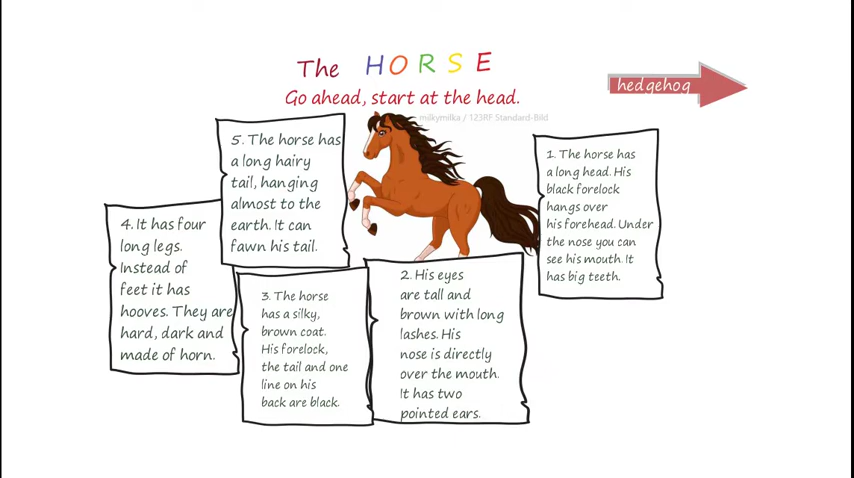 The HORSE
Go ahead, start at the head.
hedgehog
milkymilka / 123RF Standard-Bild
1. The horse has
a long head. His
black forelock
hangs over
his forehead. Under
the nose you can
see his mouth. It
has big teeth.
2. His eyes
are tall and
brown with long
lashes. His
nose is directly
over the mouth.
It has two
pointed ears.
3. The horse
has a silky,
brown coat.
His forelock,
the tail and one
line on his
back are black.
4. It has four
long legs.
Instead of
feet it has
hooves. They are
hard, dark and
made of horn.
5. The horse has
a long hairy
tail, hanging
almost to the
earth. It can
fawn his tail.